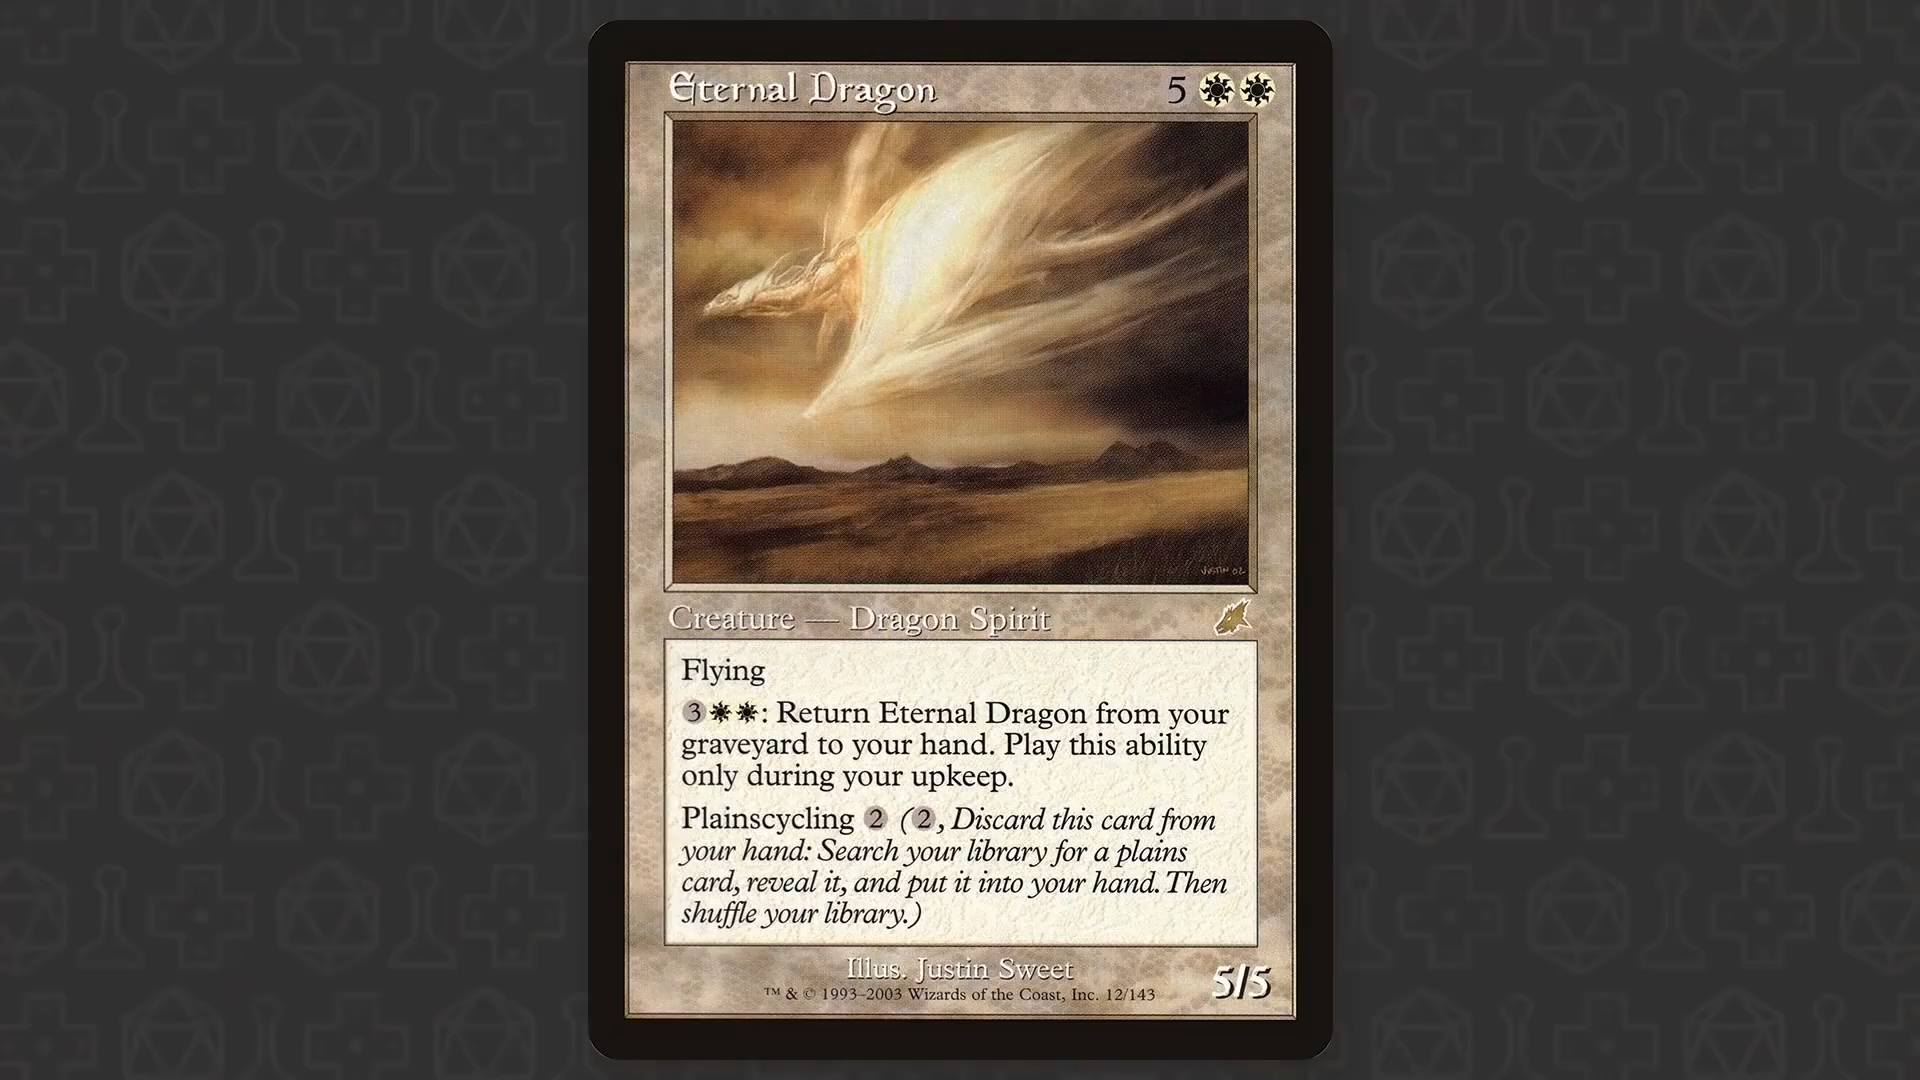 Eternal Dragon 5
JUSTIN 02
Creature — Dragon Spirit
Flying
3: Return Eternal Dragon from your
graveyard to your hand. Play this ability
only during your upkeep.
Plainscycling 2 (2, Discard this card from
your hand: Search your library for a plains
card, reveal it, and put it into your hand. Then
shuffle your library.)
Illus. Justin Sweet
™ & © 1993–2003 Wizards of the Coast, Inc. 12/143
5/5